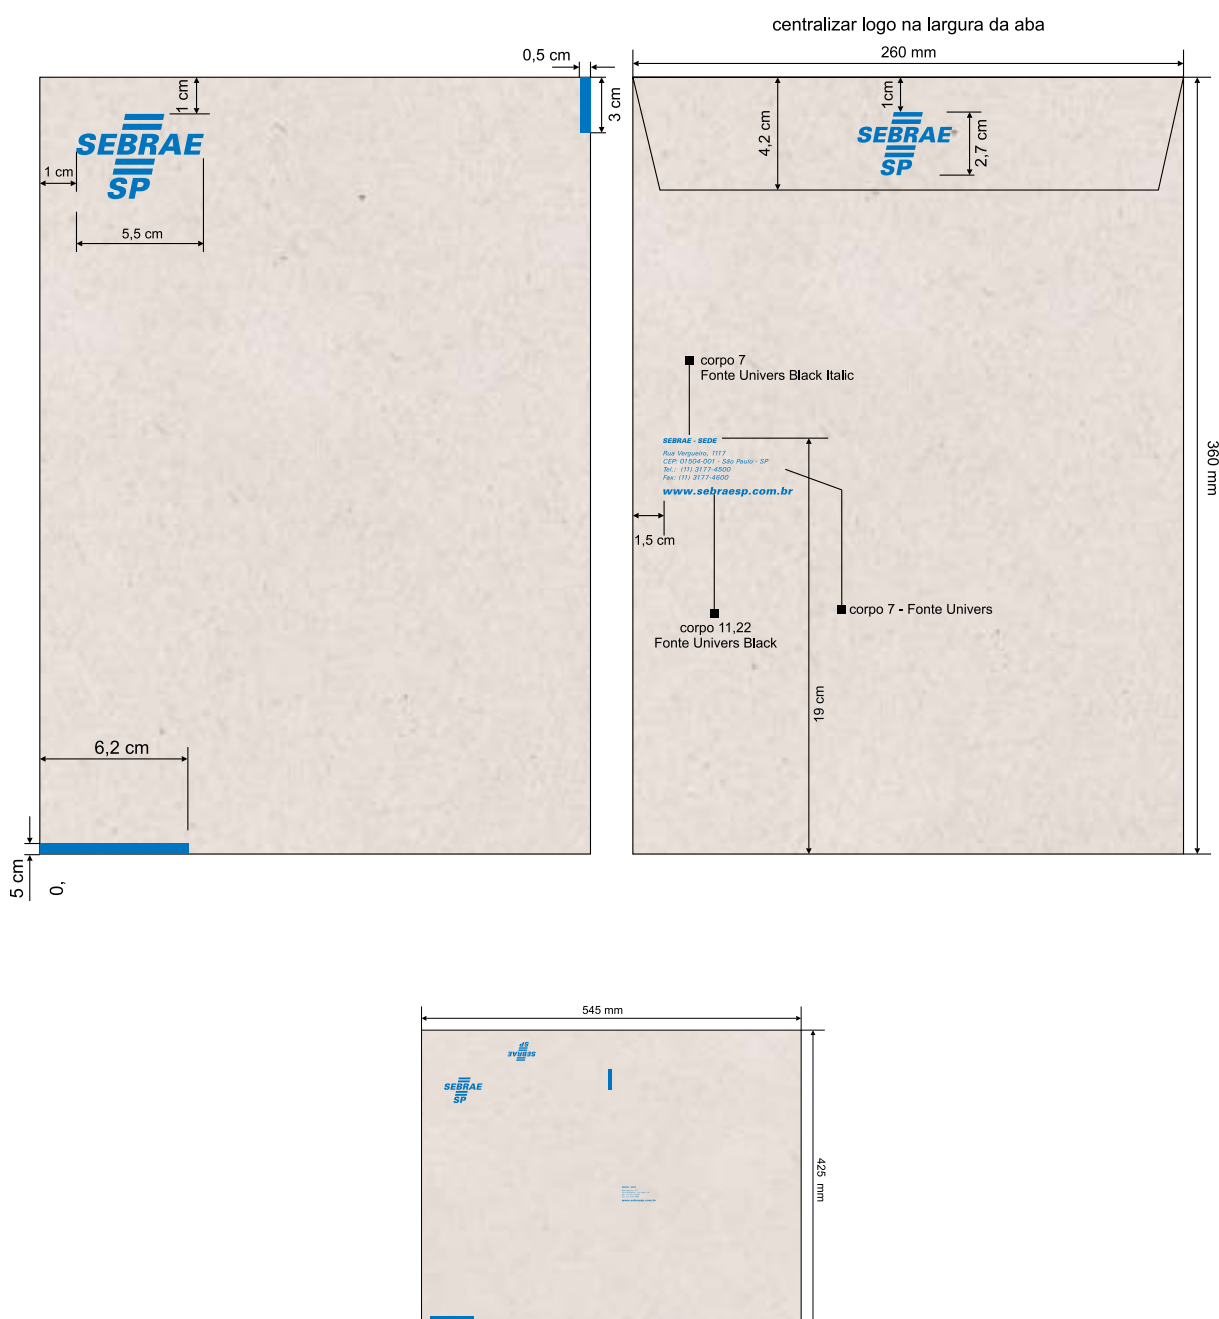 centralizar logo na largura da aba
0,5 cm
260 mm
1 cm
3 cm
SEBRAE
SP
1 cm
5,5 cm
4,2 cm
1cm
SEBRAE
SP
2,7 cm
corpo 7
Fonte Univers Black Italic
360 mm
SEBRAE - SEDE
Rua Vergueiro, 1117
CEP: 01504-001 - São Paulo - SP
Tel.: (11) 3177-4500
Fax: (11) 3177-4600
www.sebraesp.com.br
1,5 cm
corpo 7 - Fonte Univers
corpo 11,22
Fonte Univers Black
19 cm
6,2 cm
5 cm
0,
545 mm
SEBRAE
SP
SEBRAE
SP
425 mm
www.sebraesp.com.br